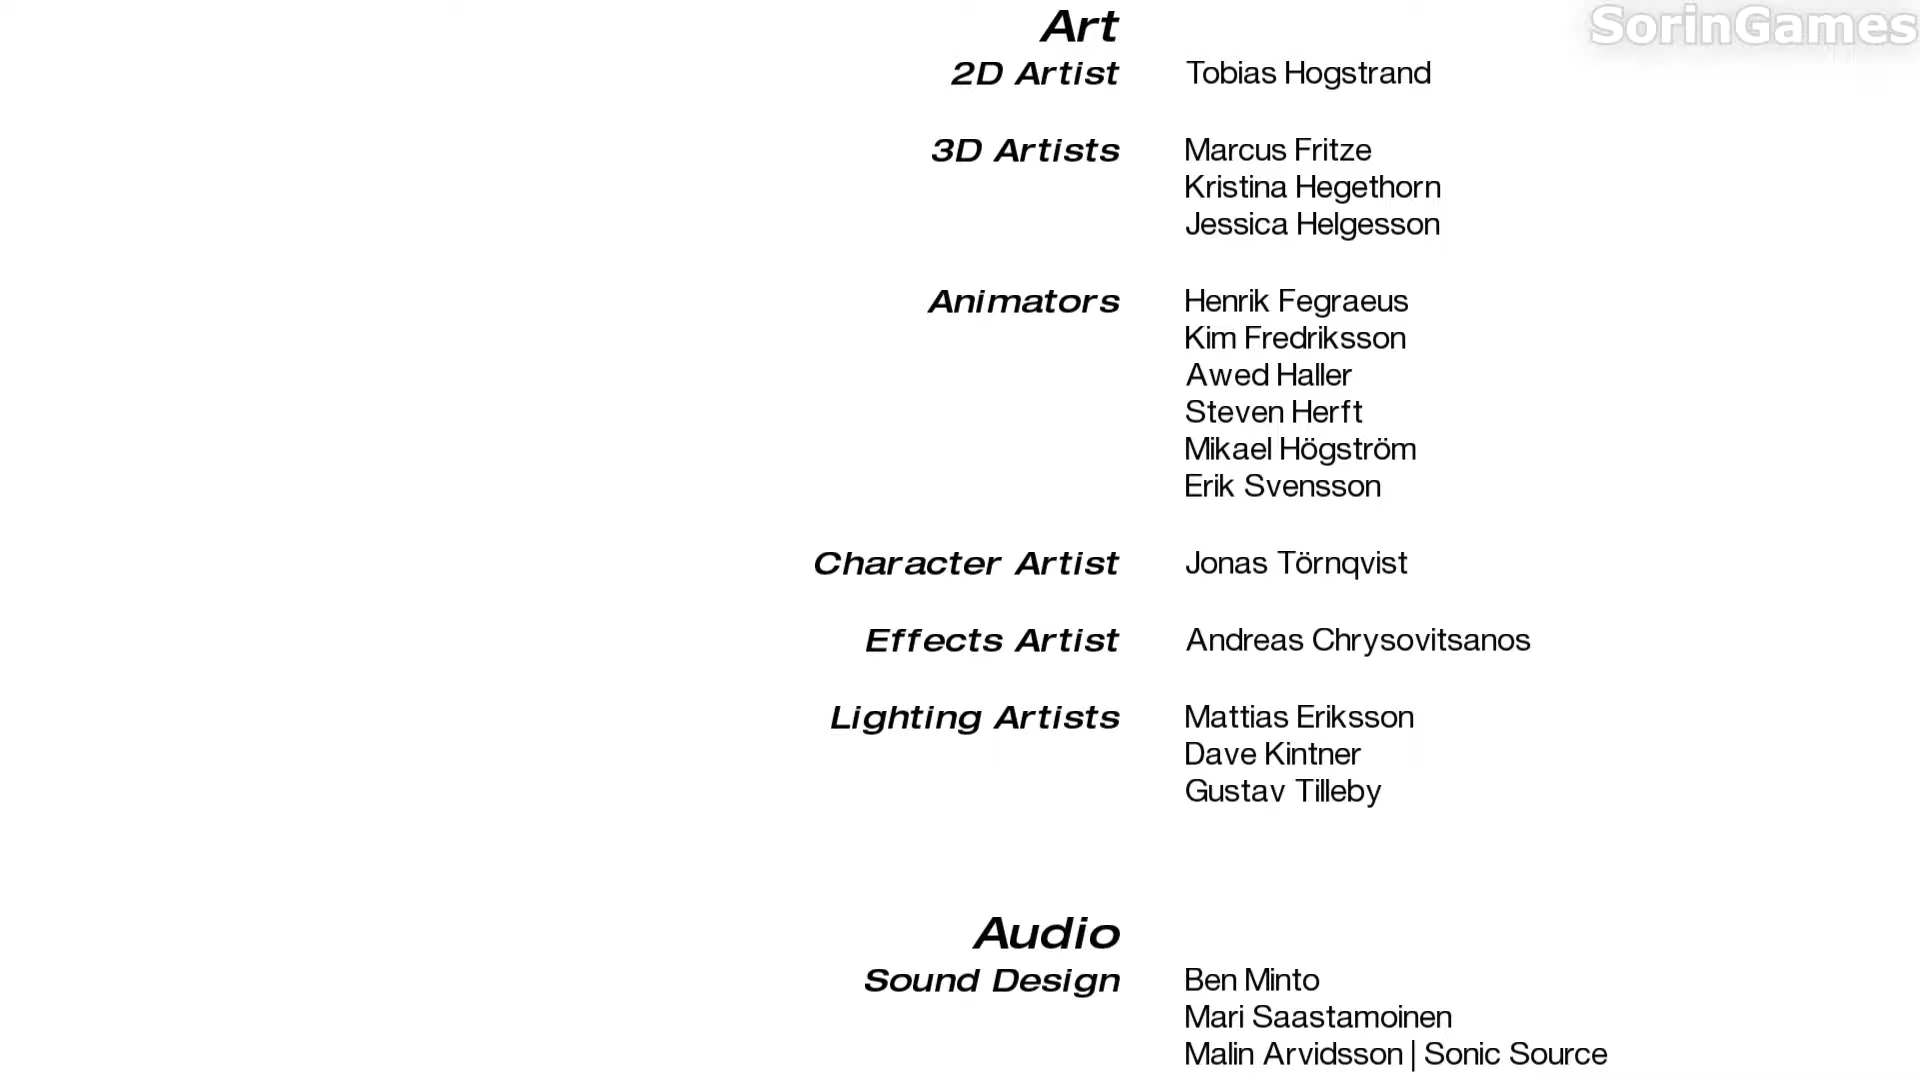 SorinGames
Art
2D Artist Tobias Hogstrand
3D Artists Marcus Fritze
Kristina Hegethorn
Jessica Helgesson
Animators Henrik Fegraeus
Kim Fredriksson
Awed Haller
Steven Herft
Mikael Högström
Erik Svensson
Character Artist Jonas Törnqvist
Effects Artist Andreas Chrysovitsanos
Lighting Artists Mattias Eriksson
Dave Kintner
Gustav Tilleby
Audio
Sound Design Ben Minto
Mari Saastamoinen
Malin Arvidsson | Sonic Source